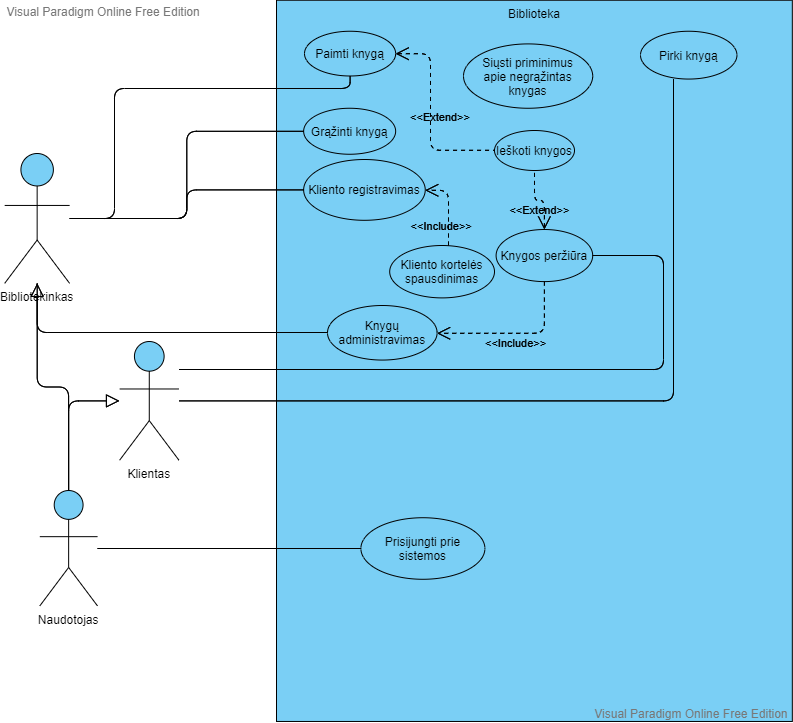 Visual Paradigm Online Free Edition
Biblioteka
Paimti knygą
Pirki knygą
Siųsti priminimus
apie negrąžintas
knygas
<<Extend>>
Grąžinti knygą
Ieškoti knygos
Kliento registravimas
<<Extend>>
<<Include>>
Knygos peržiūra
Kliento kortelės
spausdinimas
Bibliotekinkas
Knygų
administravimas
<<Include>>
Klientas
Prisijungti prie
sistemos
Naudotojas
Visual Paradigm Online Free Edition